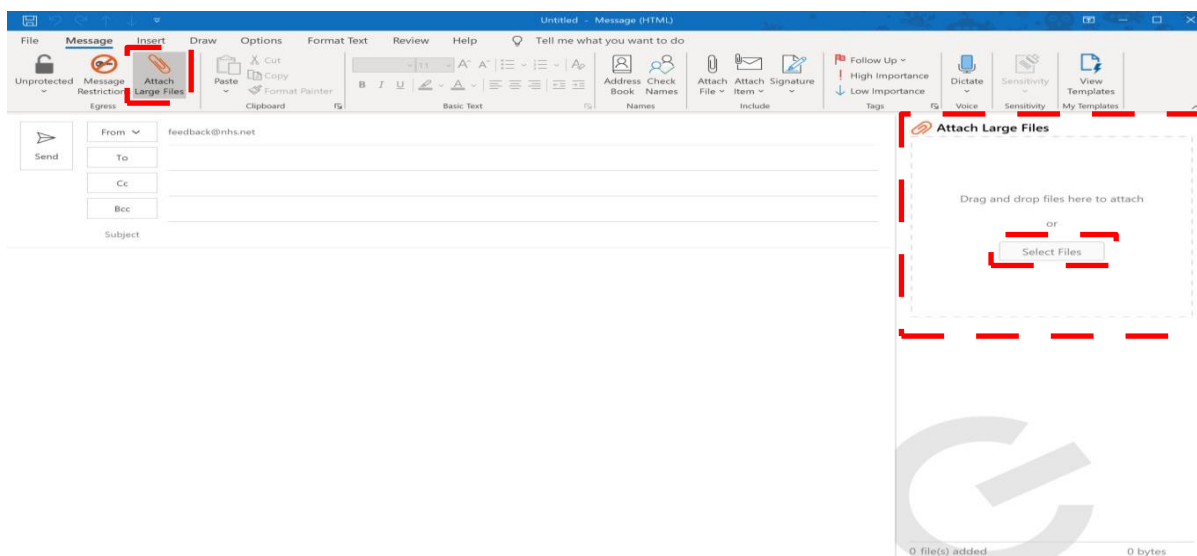 Untitled - Message (HTML)
File Message Insert Draw Options Format Text Review Help Tell me what you want to do
Unprotected
Message Restriction
Attach Large Files
Egress
Paste
Cut
Copy
Format Painter
Clipboard
11
A A
B I U A
Basic Text
Address Book
Check Names
Names
Attach File
Attach Item
Signature
Include
Follow Up
High Importance
Low Importance
Tags
Dictate
Voice
Sensitivity
Sensitivity
View Templates
My Templates
Send
From
feedback@nhs.net
To
Cc
Bcc
Subject
Attach Large Files
Drag and drop files here to attach
or
Select Files
0 file(s) added 0 bytes